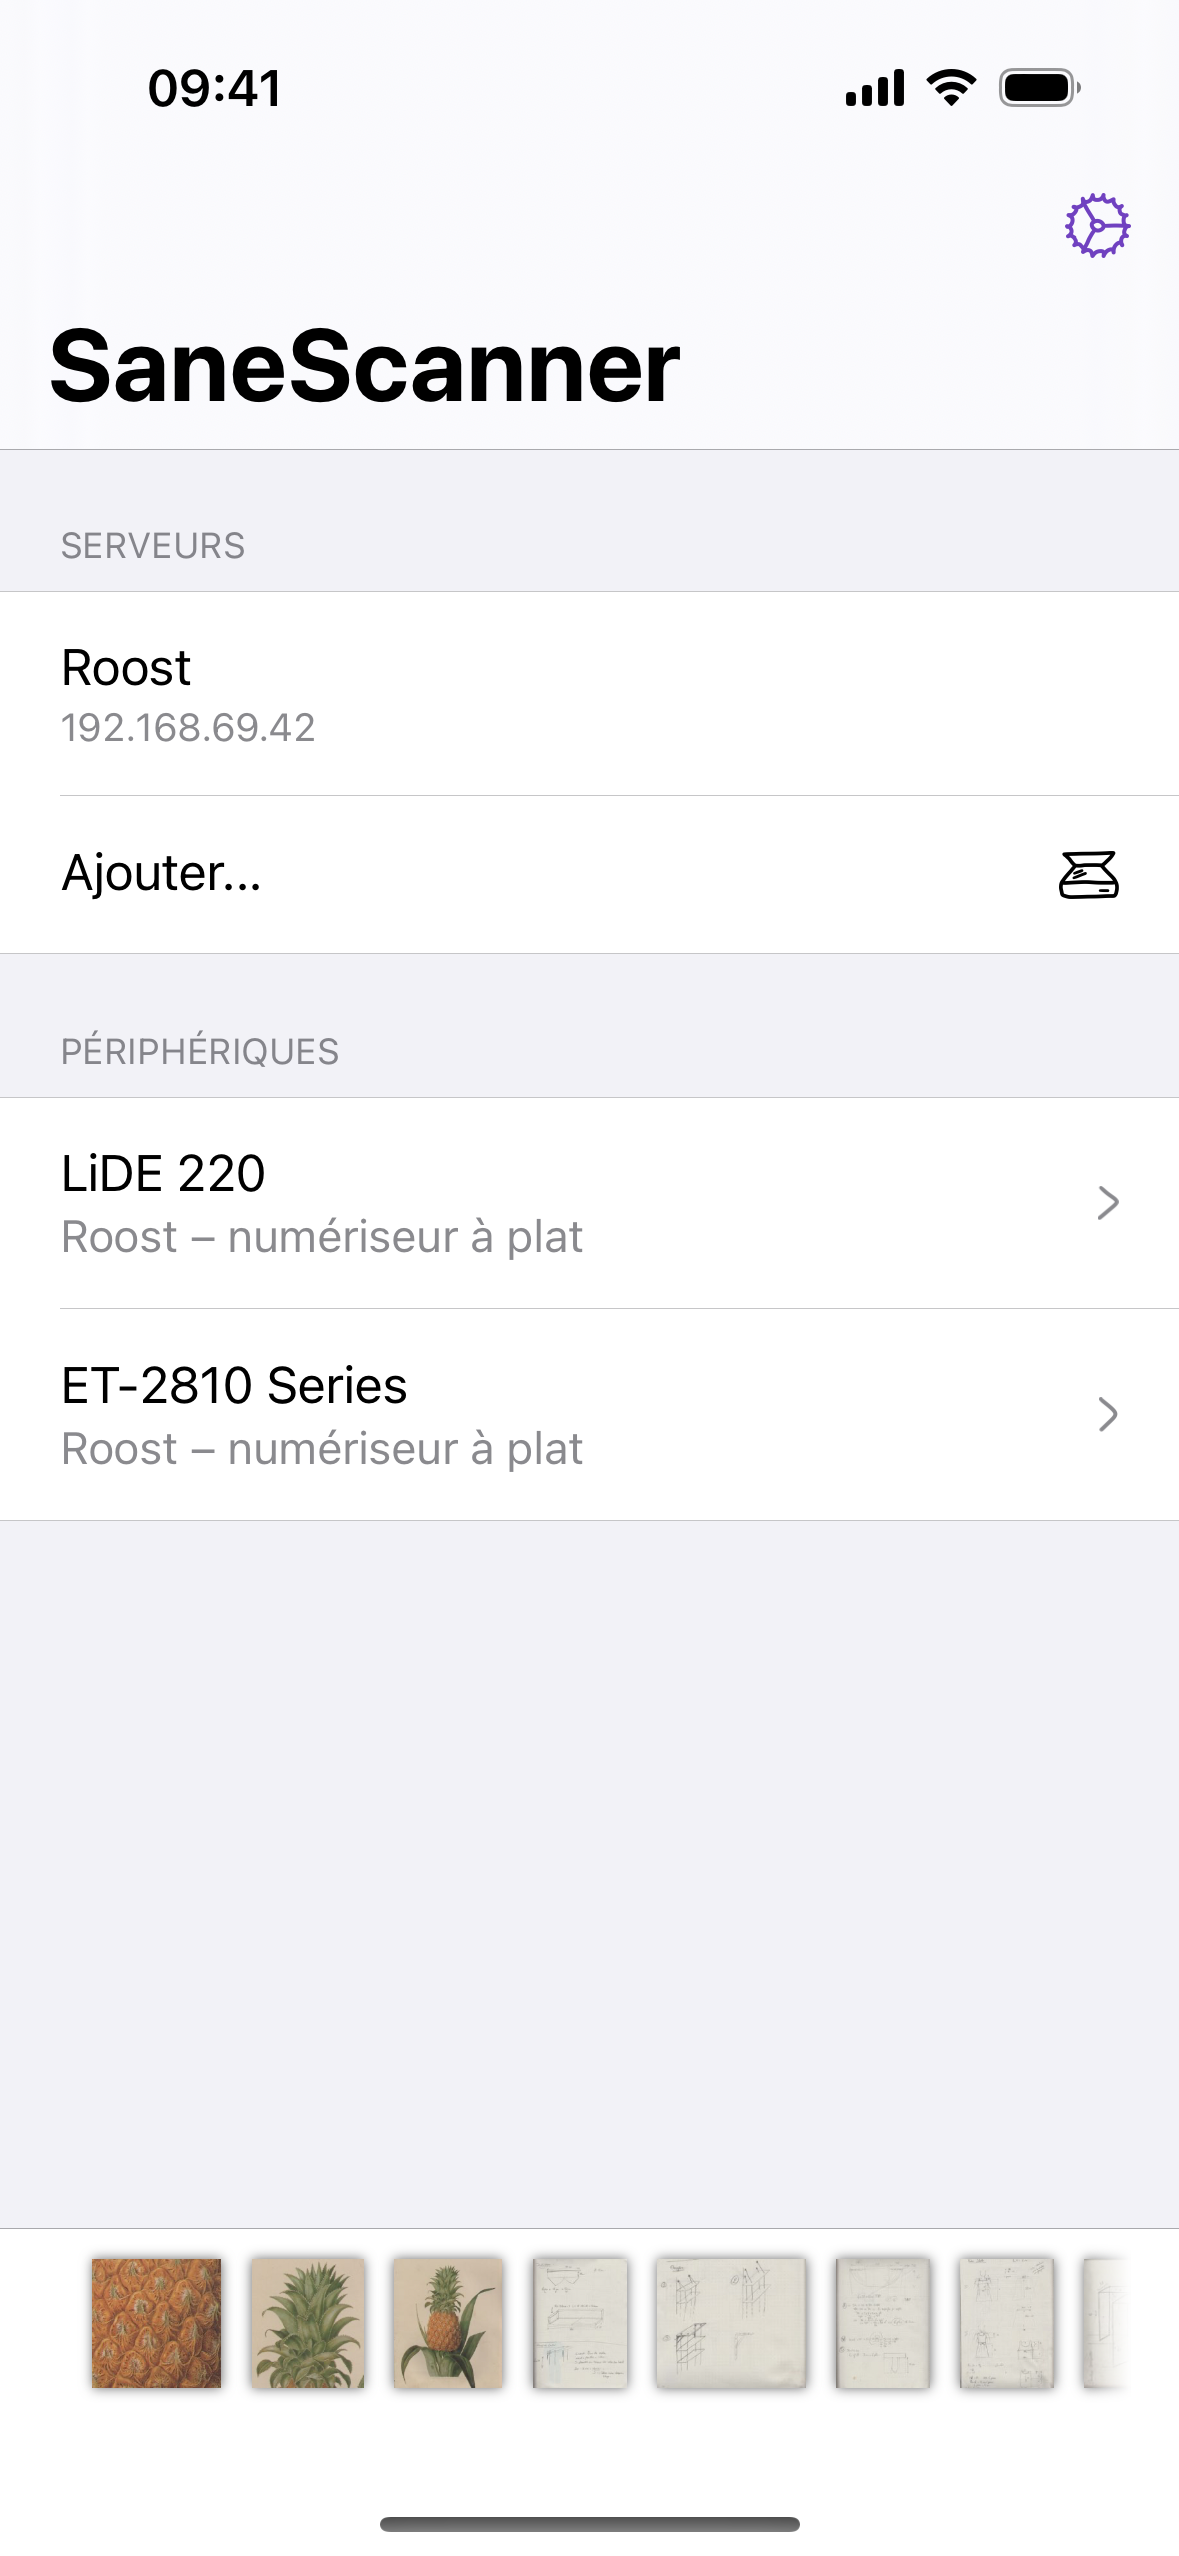 09:41
SaneScanner
SERVEURS
Roost
192.168.69.42
Ajouter...
PÉRIPHÉRIQUES
LiDE 220
Roost – numériseur à plat
ET-2810 Series
Roost – numériseur à plat